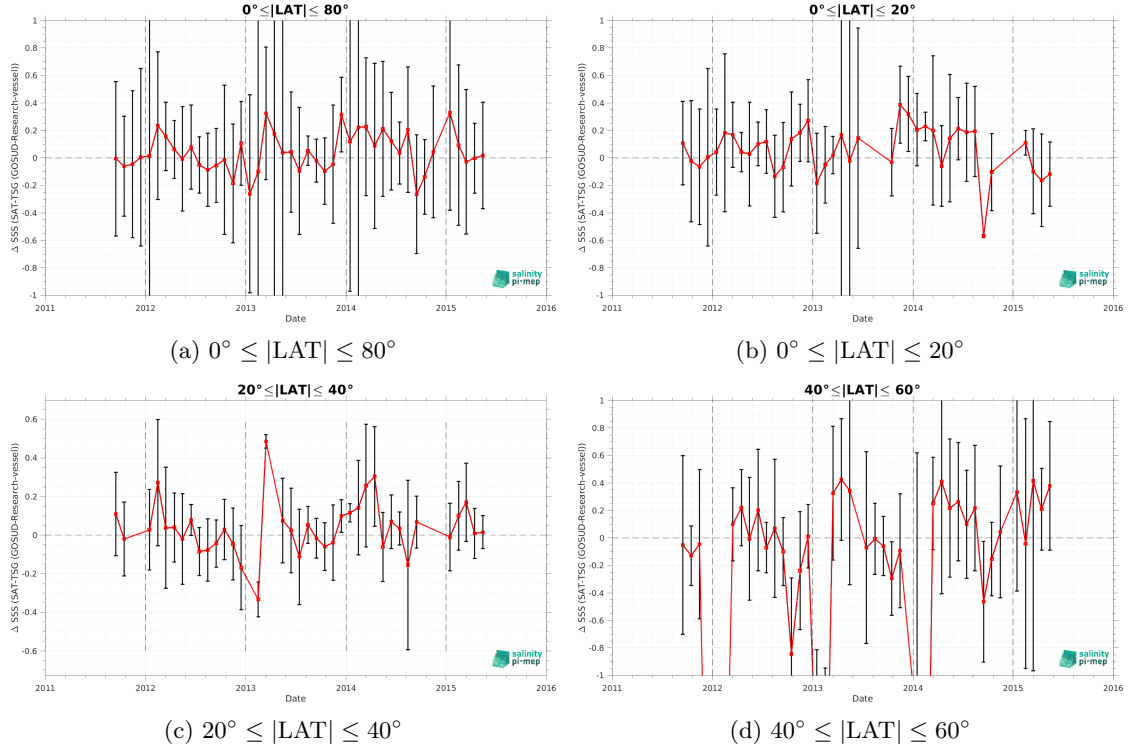 0°≤|LAT|≤ 80°
Δ SSS (SAT-TSG (GOSUD-Research-vessel))
1
0.8
0.6
0.4
0.2
0
-0.2
-0.4
-0.6
-0.8
-1
2011 2012 2013 2014 2015 2016
Date
salinity
pi-mep
(a) 0° ≤ |LAT| ≤ 80°
0°≤|LAT|≤ 20°
Δ SSS (SAT-TSG (GOSUD-Research-vessel))
1
0.8
0.6
0.4
0.2
0
-0.2
-0.4
-0.6
-0.8
-1
2011 2012 2013 2014 2015 2016
Date
salinity
pi-mep
(b) 0° ≤ |LAT| ≤ 20°
20°≤|LAT|≤ 40°
Δ SSS (SAT-TSG (GOSUD-Research-vessel))
0.6
0.4
0.2
0
-0.2
-0.4
-0.6
2011 2012 2013 2014 2015 2016
Date
salinity
pi-mep
(c) 20° ≤ |LAT| ≤ 40°
40°≤|LAT|≤ 60°
Δ SSS (SAT-TSG (GOSUD-Research-vessel))
1
0.8
0.6
0.4
0.2
0
-0.2
-0.4
-0.6
-0.8
-1
2011 2012 2013 2014 2015 2016
Date
salinity
pi-mep
(d) 40° ≤ |LAT| ≤ 60°